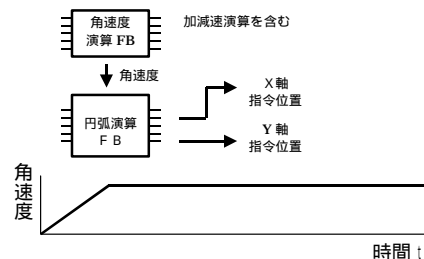 角速度
演算 FB
加減速演算を含む
角速度
円弧演算
ＦＢ
X 軸
指令位置
Y 軸
指令位置
角速度
時間 t